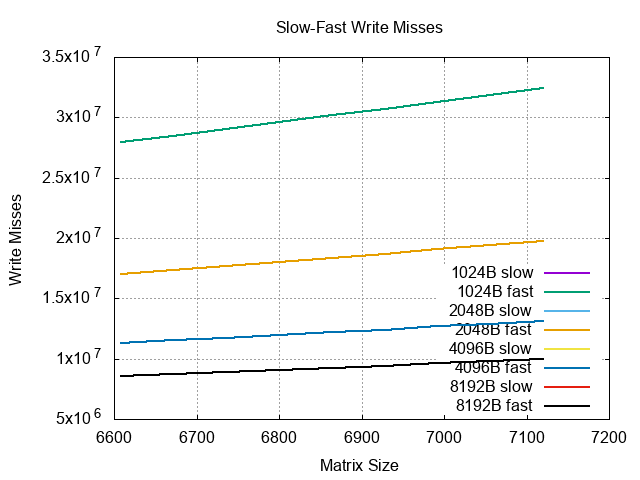 Slow-Fast Write Misses
3.5x10^7
3x10^7
2.5x10^7
2x10^7
1.5x10^7
1x10^7
5x10^6
Write Misses
1024B slow
1024B fast
2048B slow
2048B fast
4096B slow
4096B fast
8192B slow
8192B fast
6600 6700 6800 6900 7000 7100 7200
Matrix Size